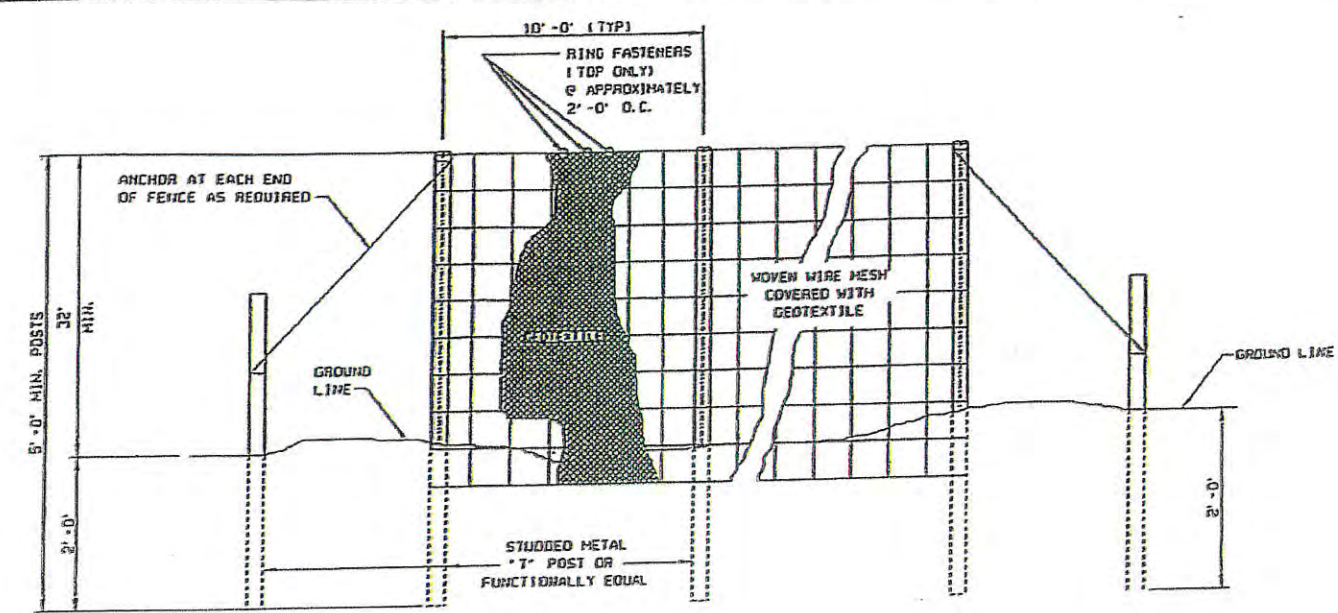 10'-0' (TYP)
RING FASTENERS
(TOP ONLY)
@ APPROXIMATELY
2'-0' O.C.
ANCHOR AT EACH END
OF FENCE AS REQUIRED
5'-0' MIN. POSTS
32'
MIN.
2'-0'
GROUND
LINE
WOVEN WIRE MESH
COVERED WITH
GEOTEXTILE
GROUND LINE
2'-0'
STUDDED METAL
"T" POST OR
FUNCTIONALLY EQUAL